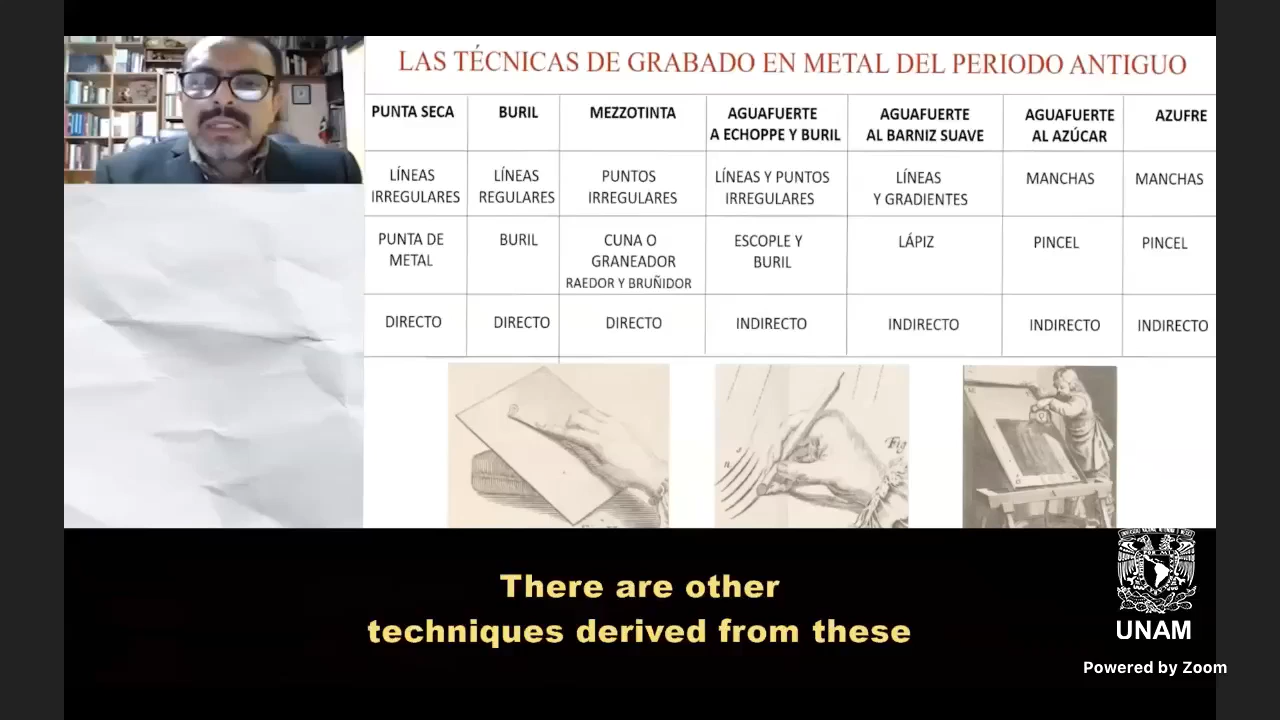 LAS TÉCNICAS DE GRABADO EN METAL DEL PERIODO ANTIGUO
PUNTA SECA
BURIL
MEZZOTINTA
AGUAFUERTE
A ECHOPPE Y BURIL
AGUAFUERTE
AL BARNIZ SUAVE
AGUAFUERTE
AL AZÚCAR
AZUFRE
LÍNEAS
IRREGULARES
LÍNEAS
REGULARES
PUNTOS
IRREGULARES
LÍNEAS Y PUNTOS
IRREGULARES
LÍNEAS
Y GRADIENTES
MANCHAS
MANCHAS
PUNTA DE
METAL
BURIL
CUNA O
GRANEADOR
RAEDOR Y BRUÑIDOR
ESCOPLE Y
BURIL
LÁPIZ
PINCEL
PINCEL
DIRECTO
DIRECTO
DIRECTO
INDIRECTO
INDIRECTO
INDIRECTO
INDIRECTO
Fig
There are other
techniques derived from these
UNAM
Powered by Zoom